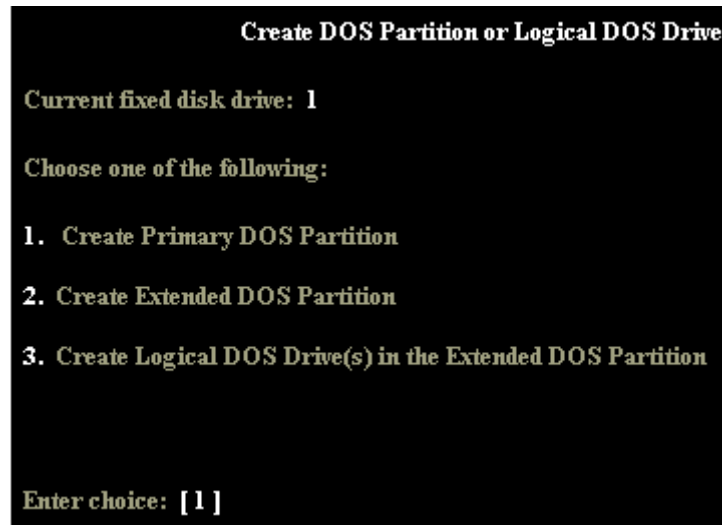 Create DOS Partition or Logical DOS Drive
Current fixed disk drive: 1
Choose one of the following:
1. Create Primary DOS Partition
2. Create Extended DOS Partition
3. Create Logical DOS Drive(s) in the Extended DOS Partition
Enter choice: [1]